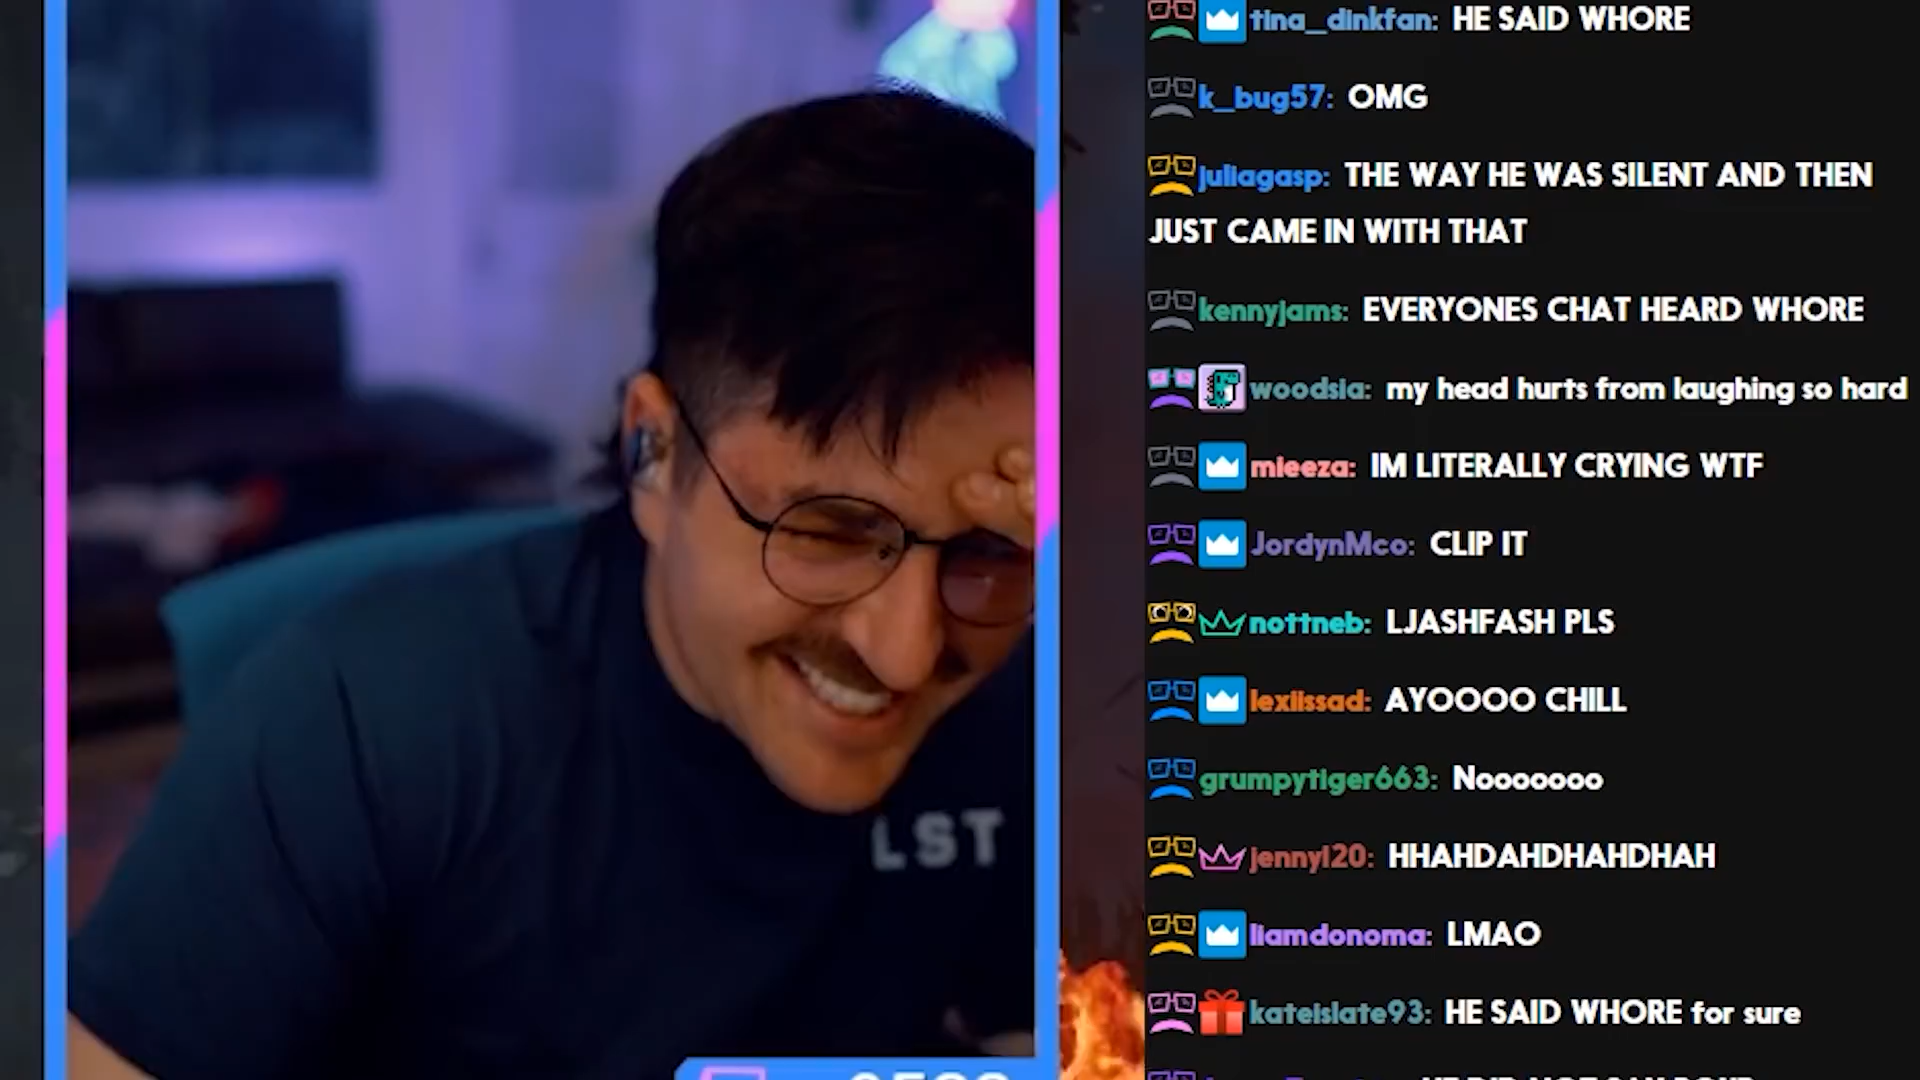 tina_dinkfan: HE SAID WHORE
k_bug57: OMG
juliagasp: THE WAY HE WAS SILENT AND THEN
JUST CAME IN WITH THAT
kennyjams: EVERYONES CHAT HEARD WHORE
woodsia: my head hurts from laughing so hard
mieeza: IM LITERALLY CRYING WTF
JordynMco: CLIP IT
nottneb: LJASHFASH PLS
lexiissad: AYOOOO CHILL
grumpytiger663: Nooooooo
jenny120: HHAHDAHDHAHDHAH
liamdonoma: LMAO
kateislate93: HE SAID WHORE for sure
LST